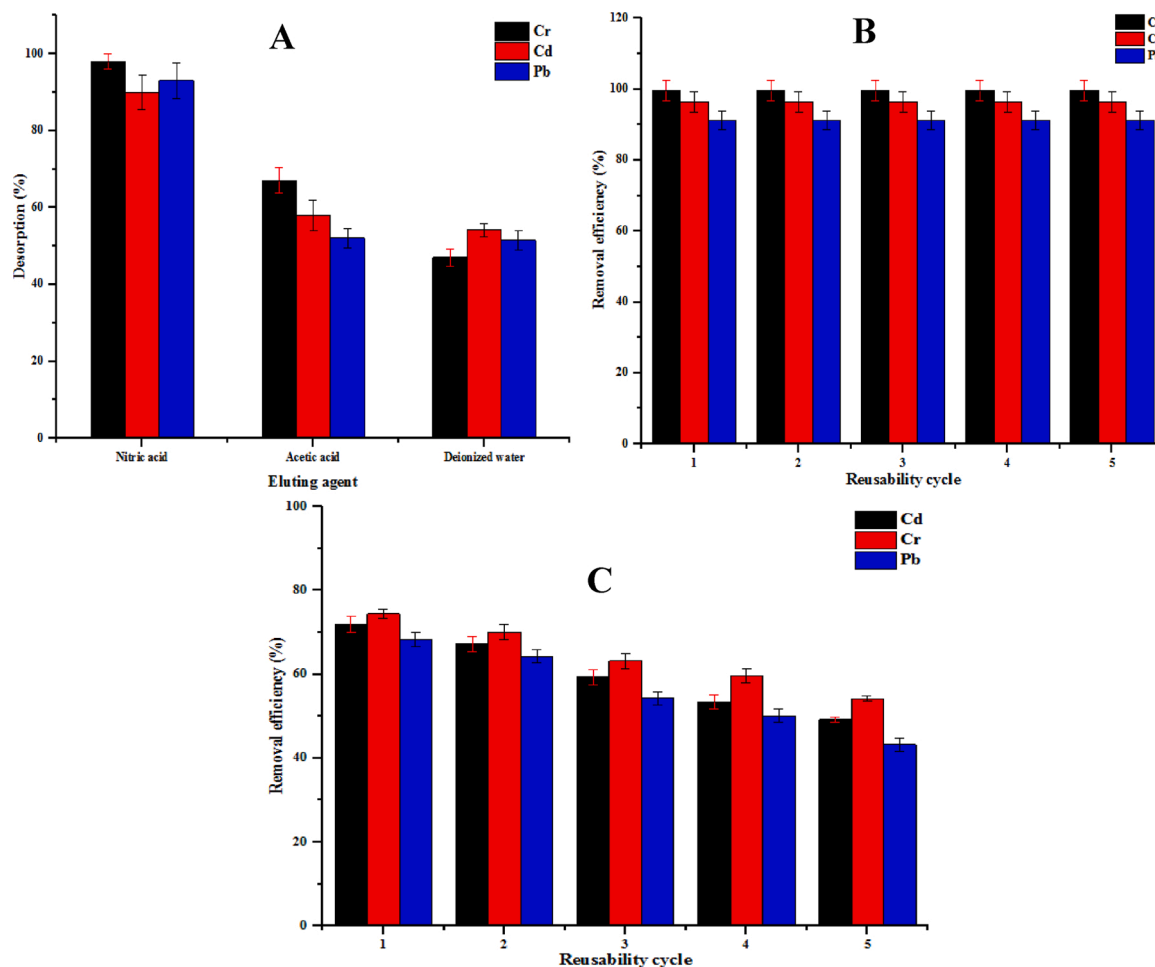 A
Cr
Cd
Pb
Desorption (%)
100
80
60
40
20
0
Nitric acid
Acetic acid
Deionized water
Eluting agent
B
C
C
P
Removal efficiency (%)
120
100
80
60
40
20
0
1 2 3 4 5
Reusability cycle
C
Cd
Cr
Pb
Removal efficiency (%)
100
80
60
40
20
0
1 2 3 4 5
Reusability cycle